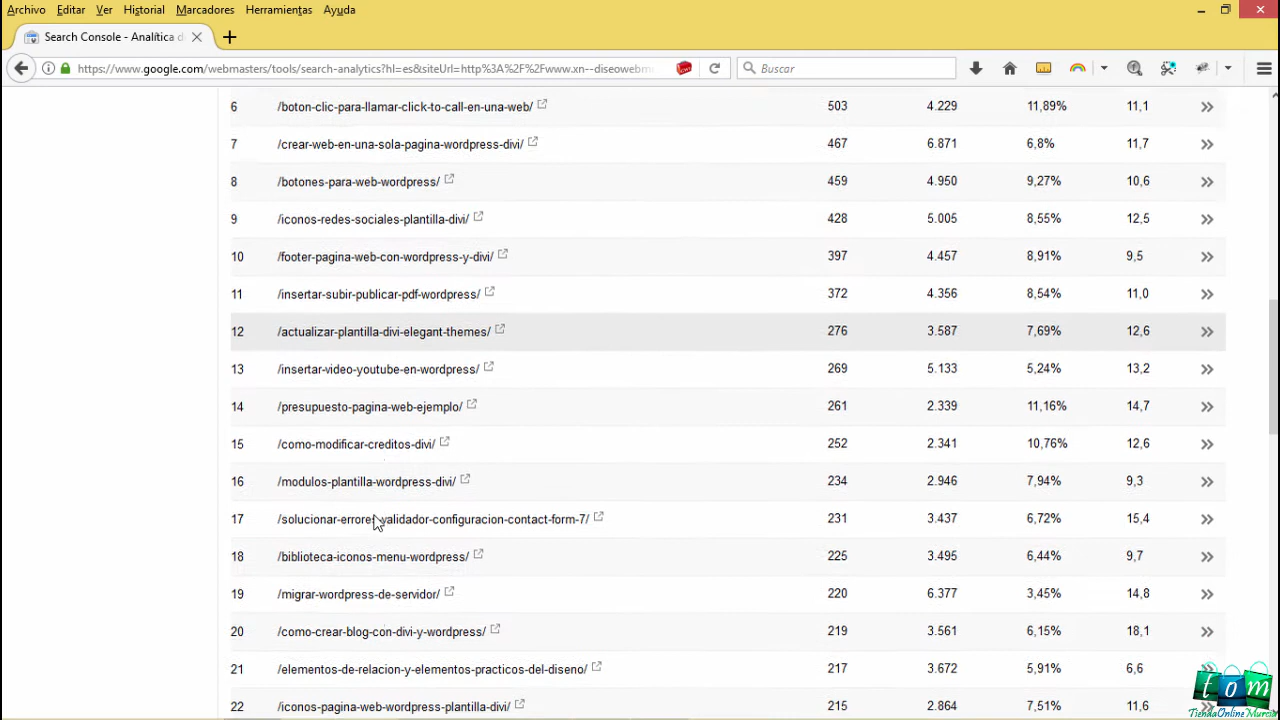 Archivo Editar Ver Historial Marcadores Herramientas Ayuda
Search Console - Analítica d
https://www.google.com/webmasters/tools/search-analytics?hl=es&siteUrl=http%3A%2F%2Fwww.xn--diseowebm
Buscar
6 /boton-clic-para-llamar-click-to-call-en-una-web/ 503 4.229 11,89% 11,1
7 /crear-web-en-una-sola-pagina-wordpress-divi/ 467 6.871 6,8% 11,7
8 /botones-para-web-wordpress/ 459 4.950 9,27% 10,6
9 /iconos-redes-sociales-plantilla-divi/ 428 5.005 8,55% 12,5
10 /footer-pagina-web-con-wordpress-y-divi/ 397 4.457 8,91% 9,5
11 /insertar-subir-publicar-pdf-wordpress/ 372 4.356 8,54% 11,0
12 /actualizar-plantilla-divi-elegant-themes/ 276 3.587 7,69% 12,6
13 /insertar-video-youtube-en-wordpress/ 269 5.133 5,24% 13,2
14 /presupuesto-pagina-web-ejemplo/ 261 2.339 11,16% 14,7
15 /como-modificar-creditos-divi/ 252 2.341 10,76% 12,6
16 /modulos-plantilla-wordpress-divi/ 234 2.946 7,94% 9,3
17 /solucionar-errores-validador-configuracion-contact-form-7/ 231 3.437 6,72% 15,4
18 /biblioteca-iconos-menu-wordpress/ 225 3.495 6,44% 9,7
19 /migrar-wordpress-de-servidor/ 220 6.377 3,45% 14,8
20 /como-crear-blog-con-divi-y-wordpress/ 219 3.561 6,15% 18,1
21 /elementos-de-relacion-y-elementos-practicos-del-diseno/ 217 3.672 5,91% 6,6
22 /iconos-pagina-web-wordpress-plantilla-divi/ 215 2.864 7,51% 11,6
tom
TiendaOnlineMurcia